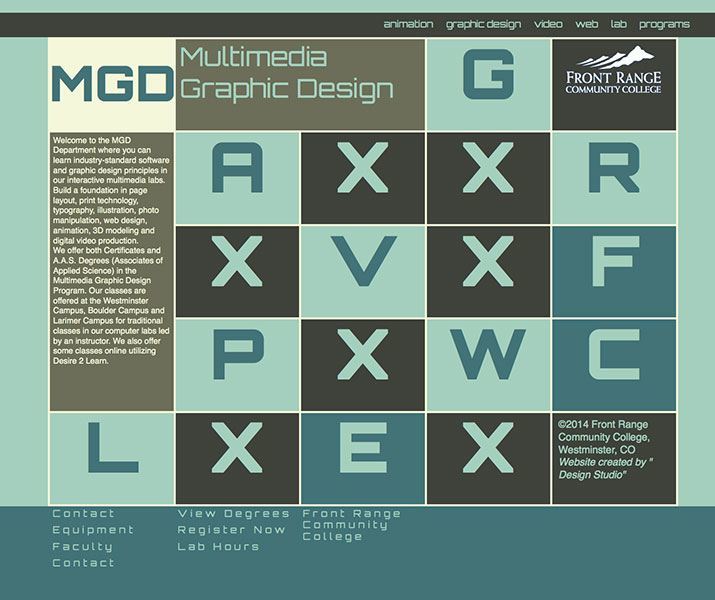 animation graphic design video web lab programs
MGD
Multimedia
Graphic Design
G
FRONT RANGE
COMMUNITY COLLEGE
Welcome to the MGD
Department where you can
learn industry-standard software
and graphic design principles in
our interactive multimedia labs.
Build a foundation in page
layout, print technology,
typography, illustration, photo
manipulation, web design,
animation, 3D modeling and
digital video production.
We offer both Certificates and
A.A.S. Degrees (Associates of
Applied Science) in the
Multimedia Graphic Design
Program. Our classes are
offered at the Westminster
Campus, Boulder Campus and
Larimer Campus for traditional
classes in our computer labs led
by an instructor. We also offer
some classes online utilizing
Desire 2 Learn.
A X X R
X V X F
P X W C
L X E X
©2014 Front Range
Community College,
Westminster, CO
Website created by "
Design Studio"
Contact
Equipment
Faculty
Contact
View Degrees
Register Now
Lab Hours
Front Range
Community
College